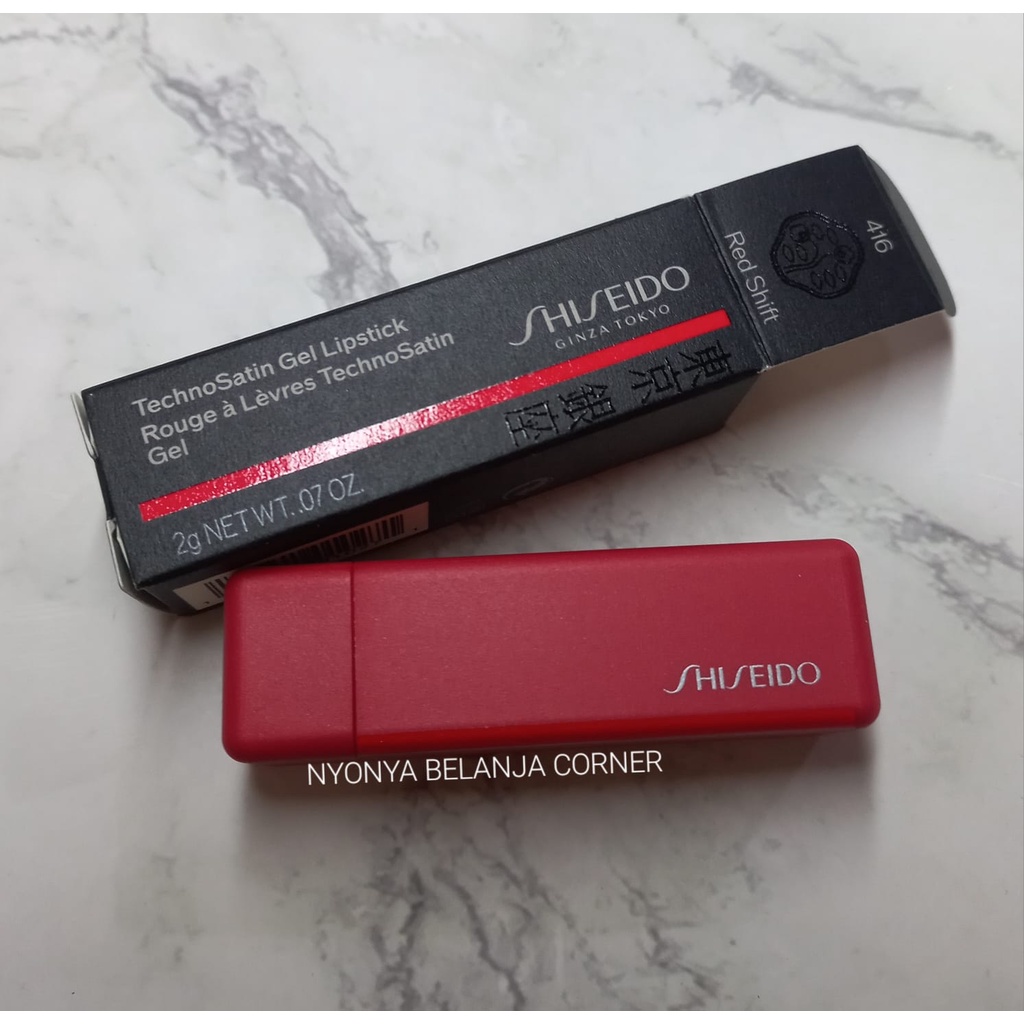 416
Red Shift
SHISEIDO
GINZA TOKYO
東京銀座
TechnoSatin Gel Lipstick
Rouge à Lèvres TechnoSatin
Gel
2g NET WT. .07 OZ.
SHISEIDO
NYONYA BELANJA CORNER